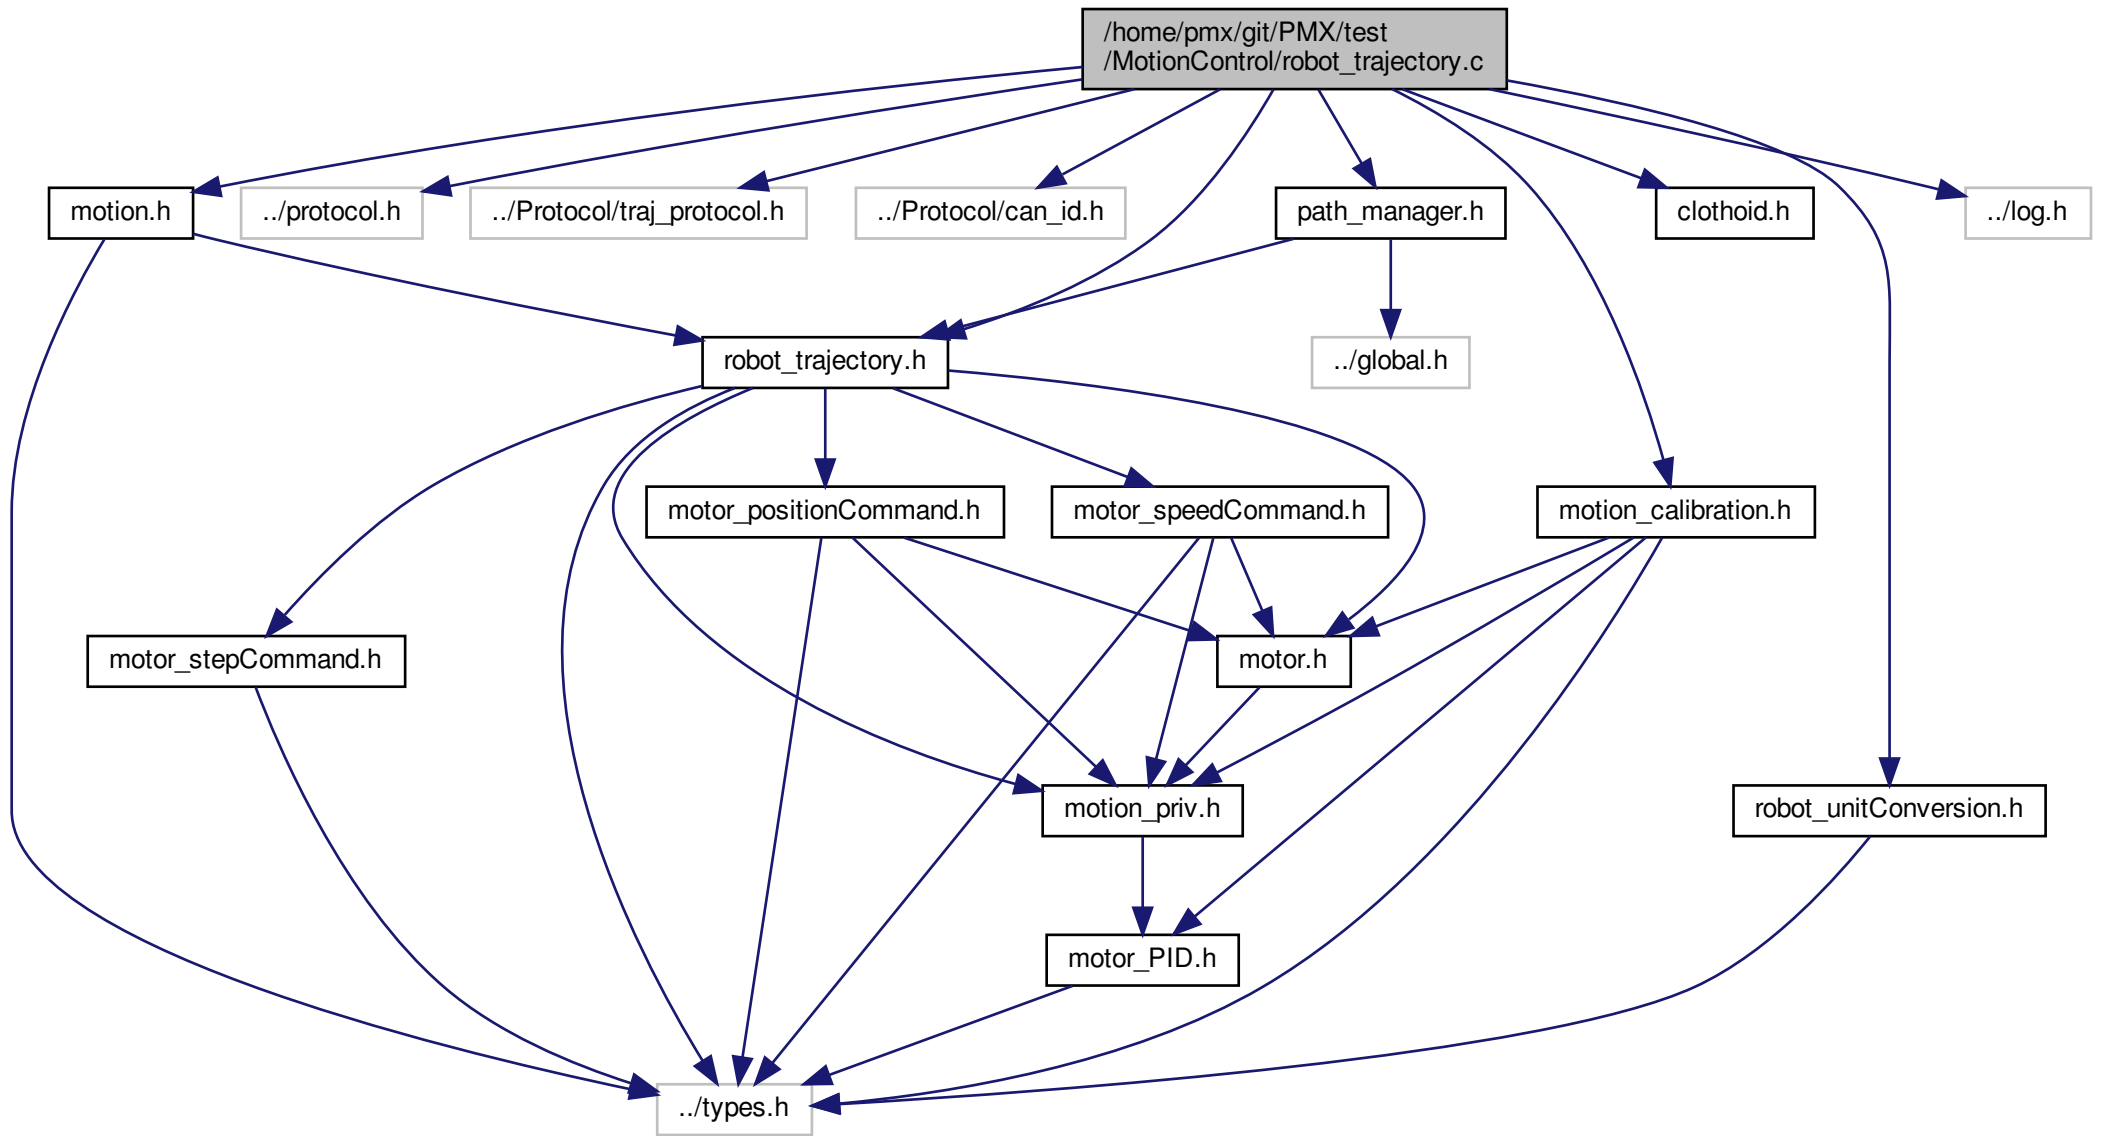 /home/pmx/git/PMX/test
/MotionControl/robot_trajectory.c
motion.h
../protocol.h
../Protocol/traj_protocol.h
../Protocol/can_id.h
path_manager.h
clothoid.h
../log.h
robot_trajectory.h
../global.h
motor_positionCommand.h
motor_speedCommand.h
motion_calibration.h
motor_stepCommand.h
motor.h
motion_priv.h
robot_unitConversion.h
motor_PID.h
../types.h